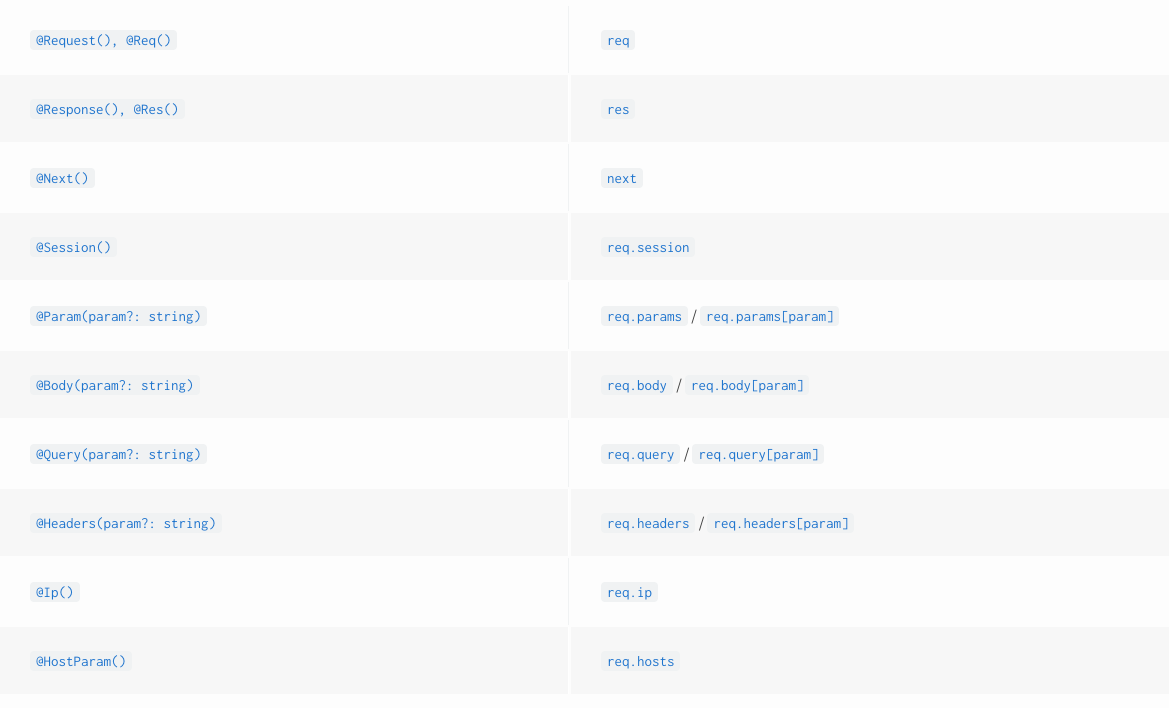 @Request(), @Req() req
@Response(), @Res() res
@Next() next
@Session() req.session
@Param(param?: string) req.params / req.params[param]
@Body(param?: string) req.body / req.body[param]
@Query(param?: string) req.query / req.query[param]
@Headers(param?: string) req.headers / req.headers[param]
@Ip() req.ip
@HostParam() req.hosts